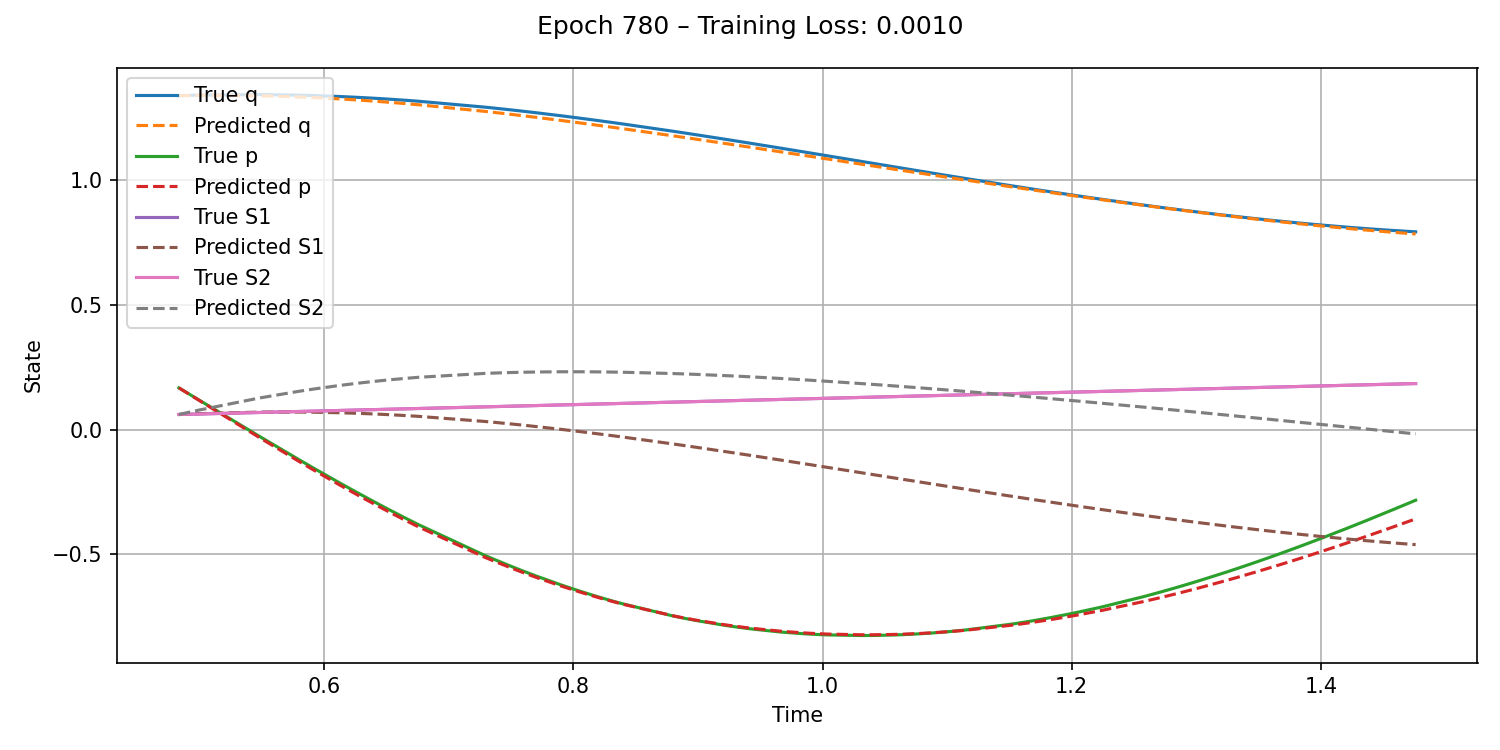 Epoch 780 – Training Loss: 0.0010
True q
Predicted q
True p
Predicted p
True S1
Predicted S1
True S2
Predicted S2
1.0
0.5
0.0
−0.5
State
0.6 0.8 1.0 1.2 1.4
Time